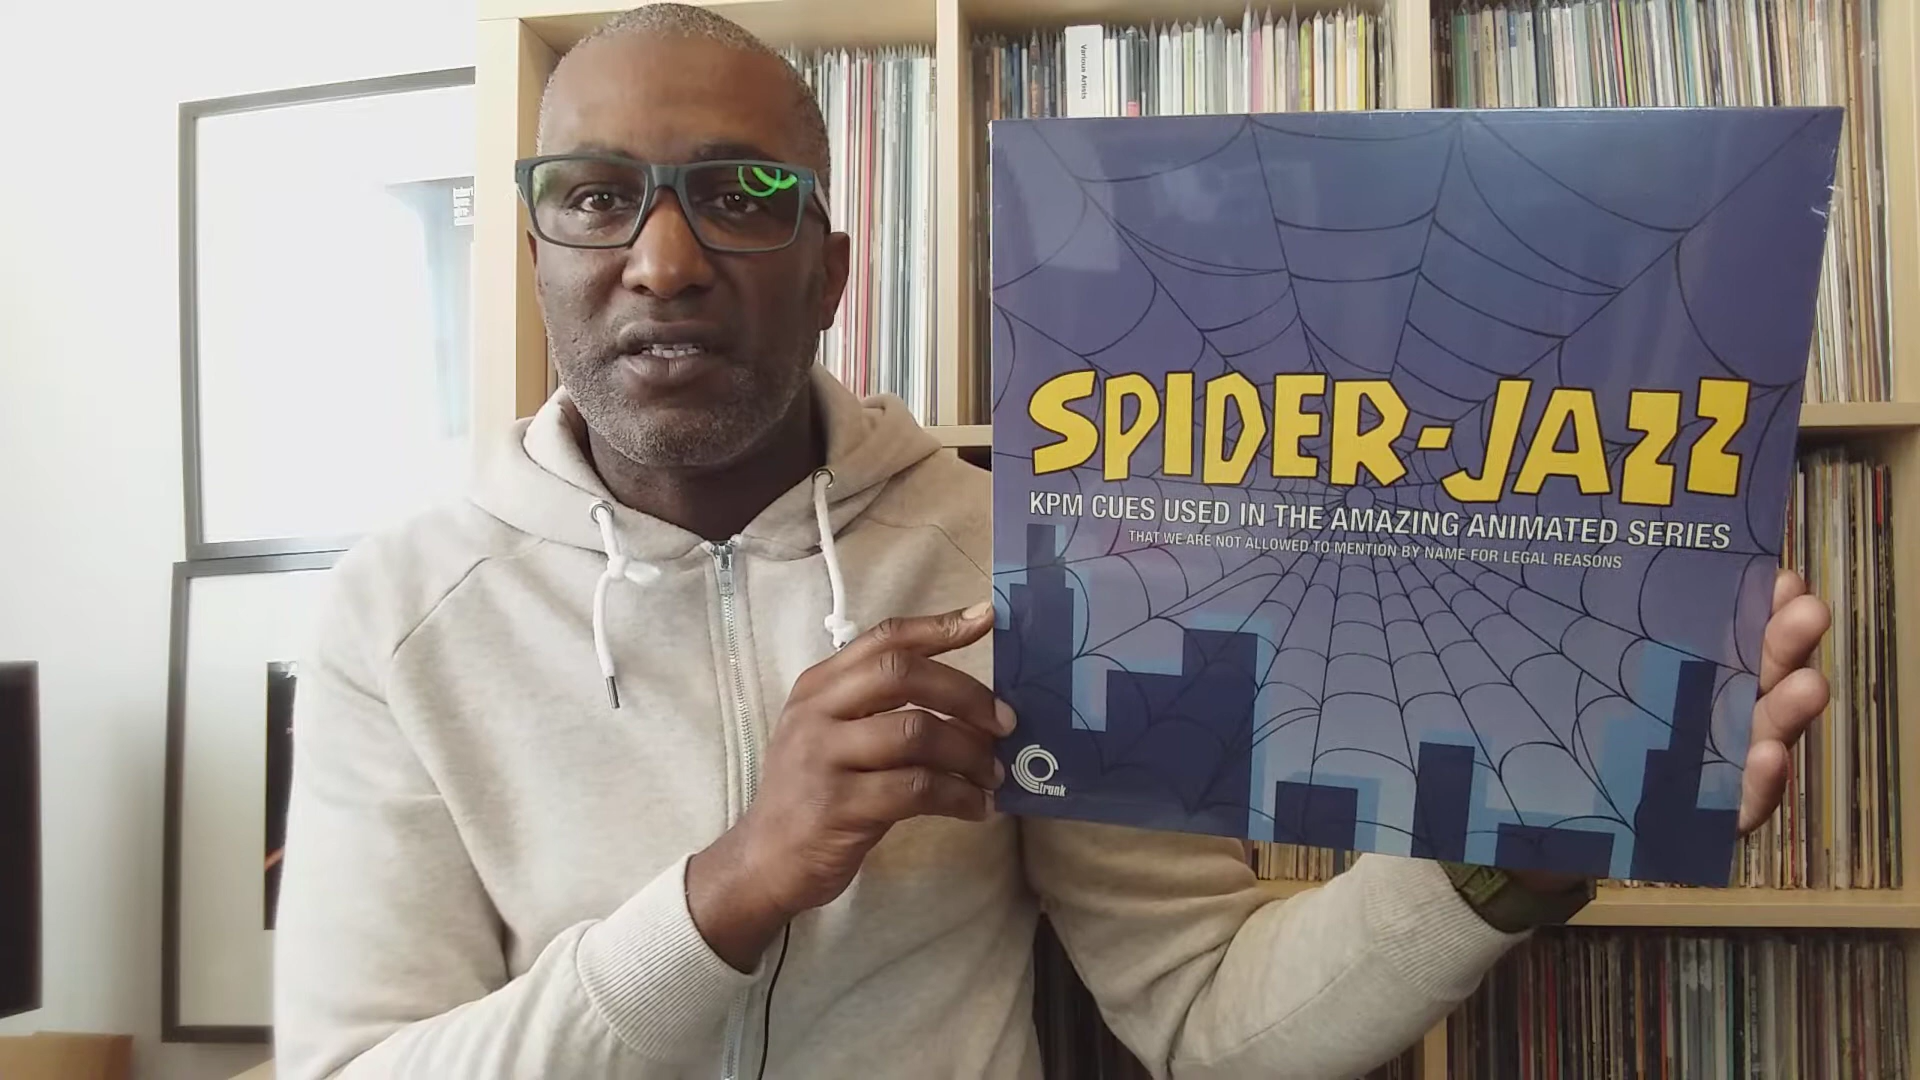 Various Artists
SPIDER-JAZZ
KPM CUES USED IN THE AMAZING ANIMATED SERIES
THAT WE ARE NOT ALLOWED TO MENTION BY NAME FOR LEGAL REASONS
trunk